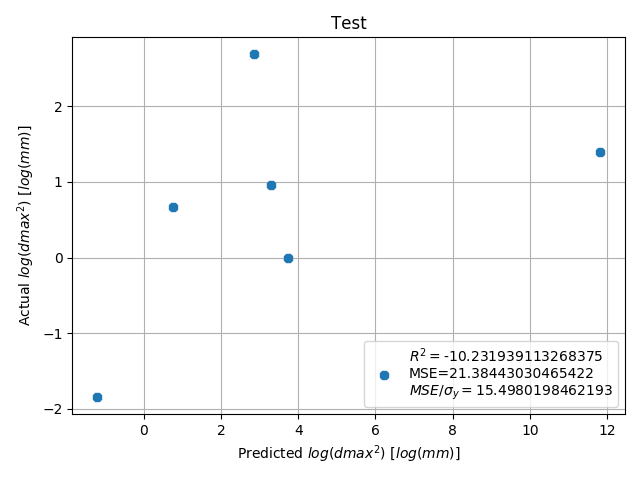 Test
Actual log(dmax²) [log(mm)]
2
1
0
−1
−2
R² = -10.231939113268375
MSE=21.38443030465422
MSE/σy = 15.4980198462193
0 2 4 6 8 10 12
Predicted log(dmax²) [log(mm)]